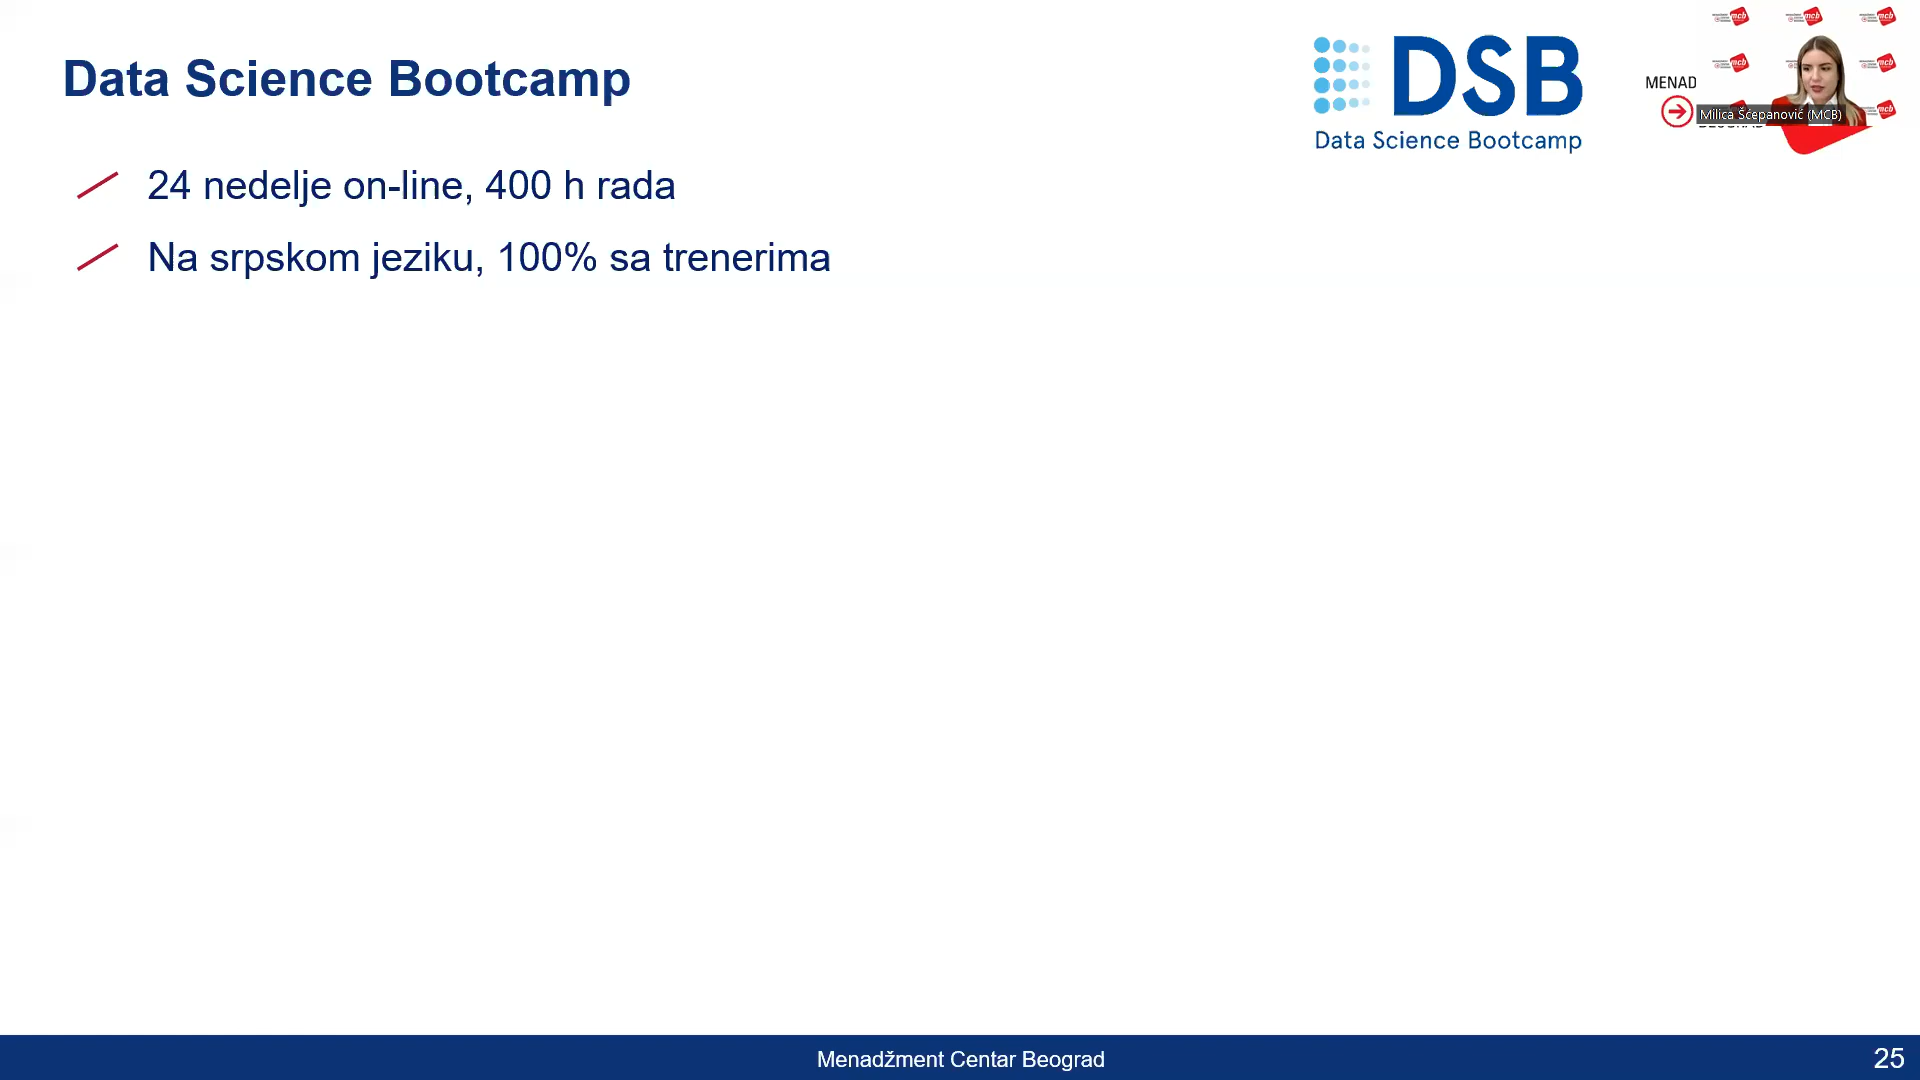 Data Science Bootcamp
DSB
Data Science Bootcamp
MENAD
Milica Šćepanović (MCB)
24 nedelje on-line, 400 h rada
Na srpskom jeziku, 100% sa trenerima
Menadžment Centar Beograd
25